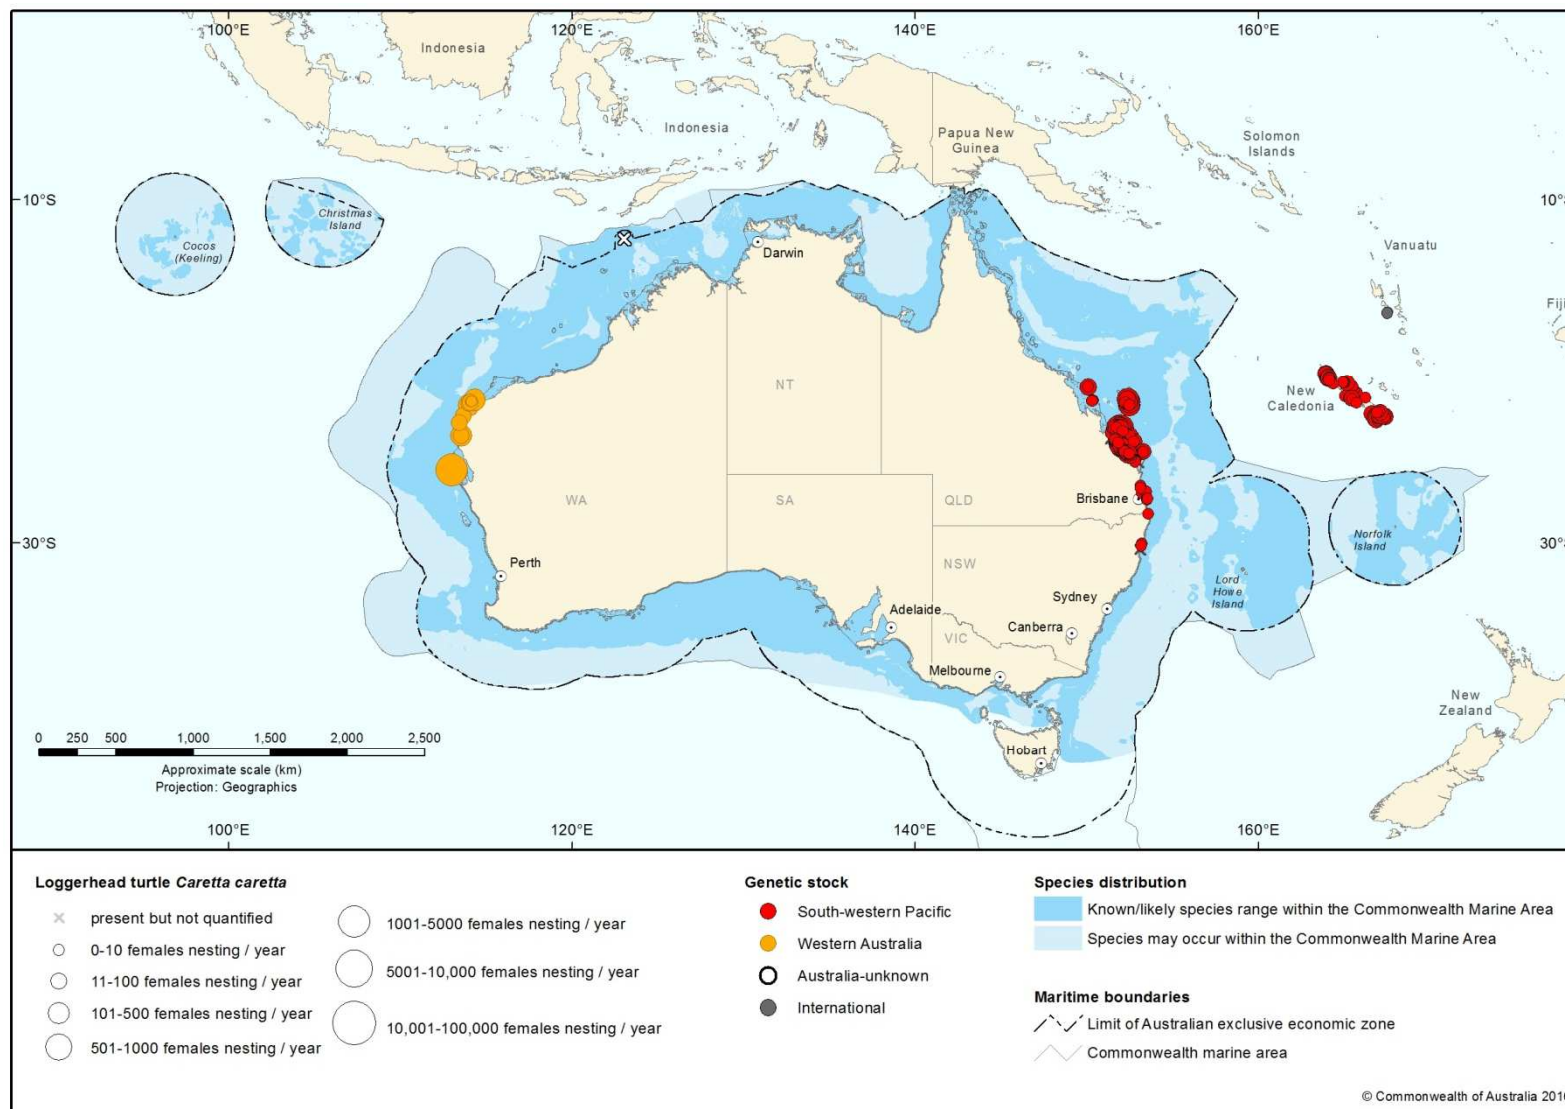 100°E 120°E 140°E 160°E
Indonesia
Indonesia
Papua New
Guinea
Solomon
Islands
10°S
10°
Christmas
Island
Cocos
(Keeling)
Darwin
Vanuatu
Fiji
NT
New
Caledonia
WA
SA
QLD
Brisbane
30°S
30°
Norfolk
Island
Perth
NSW
Lord
Howe
Island
Sydney
Adelaide
Canberra
VIC
Melbourne
New
Zealand
Hobart
0 250 500 1,000 1,500 2,000 2,500
Approximate scale (km)
Projection: Geographics
100°E 120°E 140°E 160°E
Loggerhead turtle Caretta caretta
present but not quantified
0-10 females nesting / year
11-100 females nesting / year
101-500 females nesting / year
501-1000 females nesting / year
1001-5000 females nesting / year
5001-10,000 females nesting / year
10,001-100,000 females nesting / year
Genetic stock
South-western Pacific
Western Australia
Australia-unknown
International
Species distribution
Known/likely species range within the Commonwealth Marine Area
Species may occur within the Commonwealth Marine Area
Maritime boundaries
Limit of Australian exclusive economic zone
Commonwealth marine area
© Commonwealth of Australia 2016